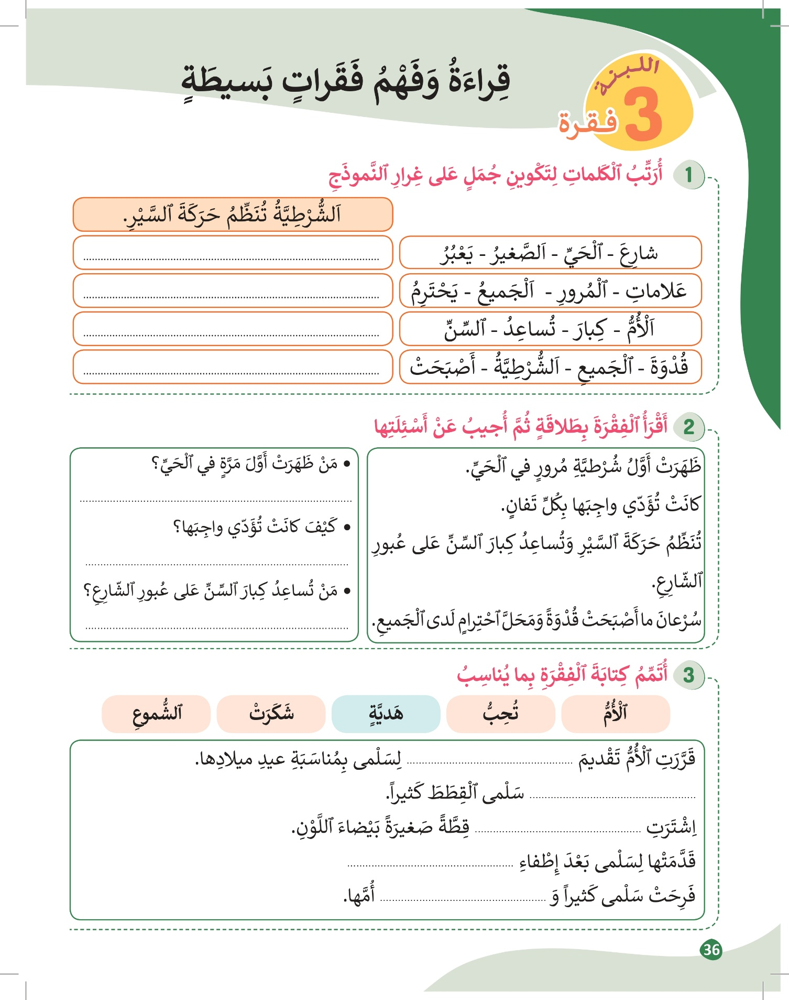 اللبنة
3
فقرة
قِراءَةُ وَفَهْمُ فَقَراتٍ بَسيطَةٍ
1
أُرَتِّبُ ٱلْكَلماتِ لِتَكْوينِ جُمَلٍ عَلى غِرارِ ٱلنَّموذَجِ
اَلشُّرْطِيَّةُ تُنَظِّمُ حَرَكَةَ ٱلسَّيْرِ.
شارِعَ - ٱلْحَيِّ - اَلصَّغيرُ - يَعْبُرُ
عَلاماتِ - ٱلْمُرورِ - اَلْجَميعُ - يَحْتَرِمُ
اَلْأُمُّ - كِبارَ - تُساعِدُ - ٱلسِّنِّ
قُدْوَةَ - ٱلْجَميعِ - اَلشُّرْطِيَّةُ - أَصْبَحَتْ
2
أَقْرَأُ ٱلْفِقْرَةَ بِطَلاقَةٍ ثُمَّ أُجيبُ عَنْ أَسْئِلَتِها
ظَهَرَتْ أَوَّلُ شُرْطيَّةِ مُرورٍ في ٱلْحَيِّ.
كانَتْ تُؤَدّي واجِبَها بِكُلِّ تَفانٍ.
تُنَظِّمُ حَرَكَةَ ٱلسَّيْرِ وَتُساعِدُ كِبارَ ٱلسِّنِّ عَلى عُبورِ
ٱلشّارِعِ.
سُرْعانَ ما أَصْبَحَتْ قُدْوَةً وَمَحَلَّ ٱحْتِرامٍ لَدى ٱلْجَميعِ.
• مَنْ ظَهَرَتْ أَوَّلَ مَرَّةٍ في ٱلْحَيِّ؟
• كَيْفَ كانَتْ تُؤَدّي واجِبَها؟
• مَنْ تُساعِدُ كِبارَ ٱلسِّنِّ عَلى عُبورِ ٱلشّارِعِ؟
3
أُتَمِّمُ كِتابَةَ ٱلْفِقْرَةِ بِما يُناسِبُ
ٱلْأُمُّ تُحِبُّ هَديَّةٍ شَكَرَتْ ٱلشُّموعِ
قَرَّرَتِ ٱلْأُمُّ تَقْديمَ ........ لِسَلْمى بِمُناسَبَةِ عيدِ ميلادِها.
........ سَلْمى ٱلْقِطَطَ كَثيراً.
اِشْتَرَتِ ........ قِطَّةً صَغيرَةً بَيْضاءَ ٱللَّوْنِ.
قَدَّمَتْها لِسَلْمى بَعْدَ إِطْفاءِ ........
فَرِحَتْ سَلْمى كَثيراً وَ ........ أُمَّها.
36